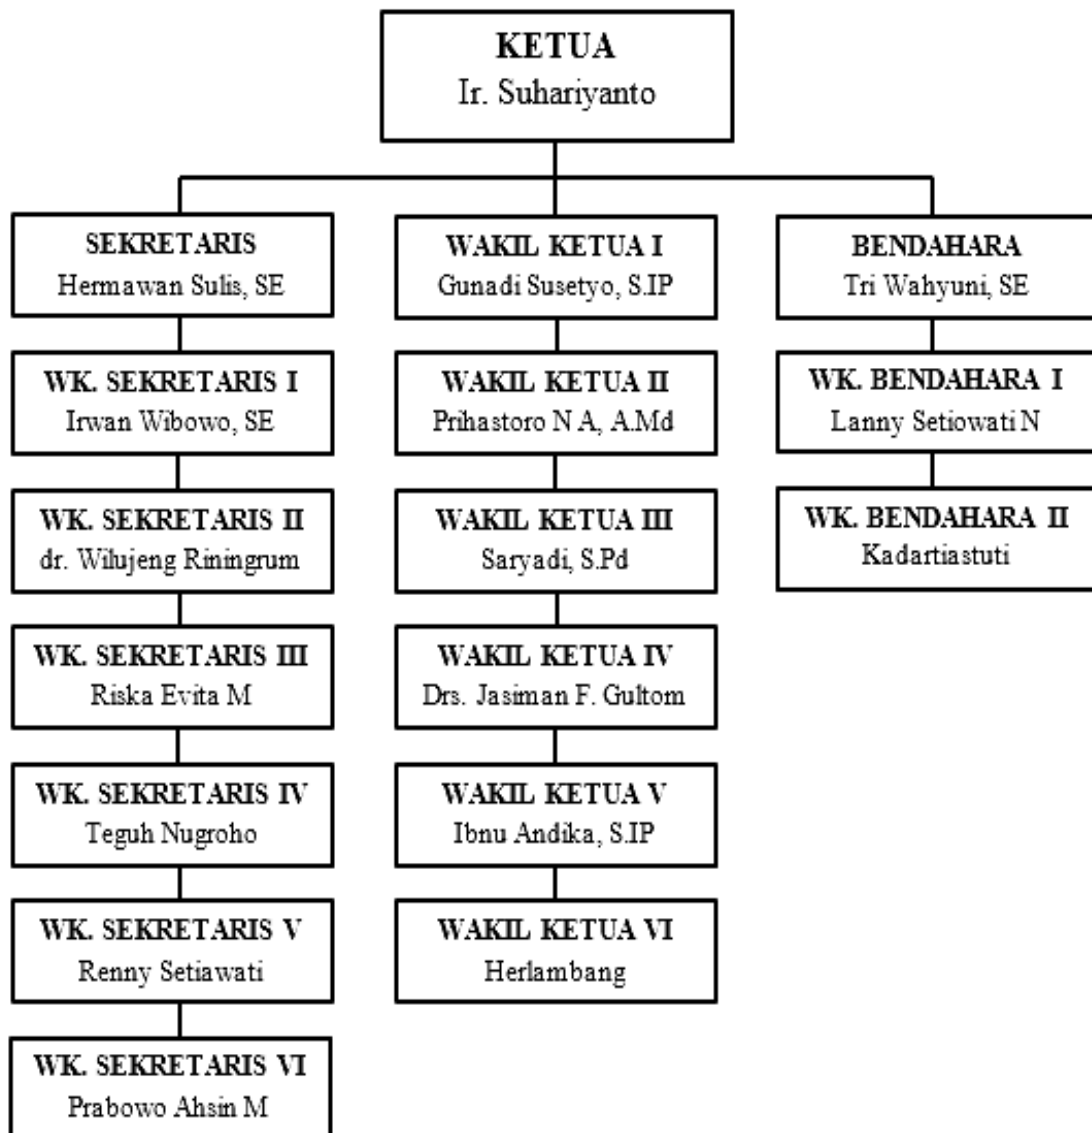 KETUA
Ir. Suhariyanto
SEKRETARIS
Hermawan Sulis, SE
WK. SEKRETARIS I
Irwan Wibowo, SE
WK. SEKRETARIS II
dr. Wilujeng Riningrum
WK. SEKRETARIS III
Riska Evita M
WK. SEKRETARIS IV
Teguh Nugroho
WK. SEKRETARIS V
Renny Setiawati
WK. SEKRETARIS VI
Prabowo Ahsin M
WAKIL KETUA I
Gunadi Susetyo, S.IP
WAKIL KETUA II
Prihastoro N A, A.Md
WAKIL KETUA III
Saryadi, S.Pd
WAKIL KETUA IV
Drs. Jasiman F. Gultom
WAKIL KETUA V
Ibnu Andika, S.IP
WAKIL KETUA VI
Herlambang
BENDAHARA
Tri Wahyuni, SE
WK. BENDAHARA I
Lanny Setiowati N
WK. BENDAHARA II
Kadartiastuti